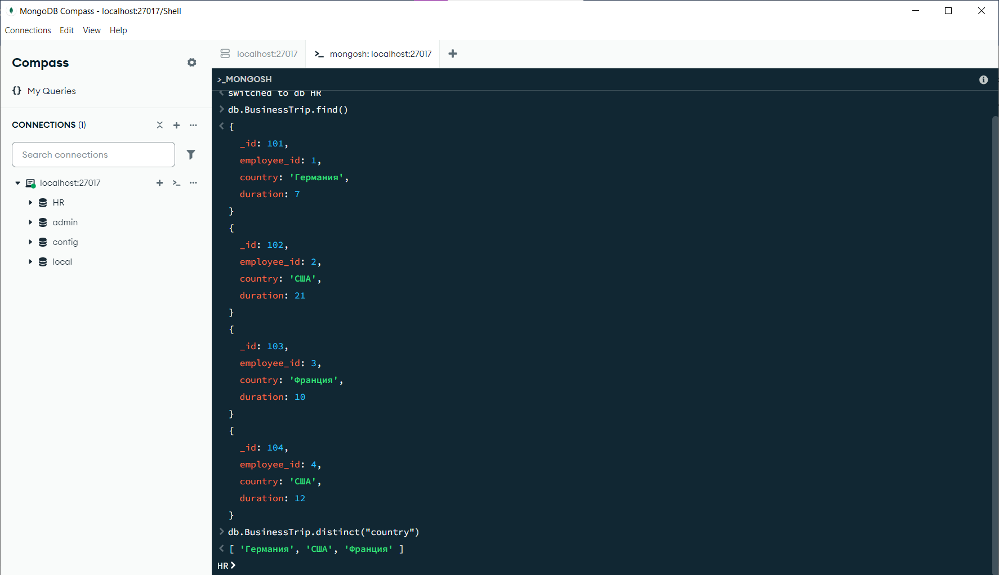 MongoDB Compass - localhost:27017/Shell
Connections Edit View Help
Compass
My Queries
CONNECTIONS (1)
Search connections
localhost:27017
HR
admin
config
local
localhost:27017
mongosh: localhost:27017
>_MONGOSH
switched to db HR
db.BusinessTrip.find()
{
_id: 101,
employee_id: 1,
country: 'Германия',
duration: 7
}
{
_id: 102,
employee_id: 2,
country: 'США',
duration: 21
}
{
_id: 103,
employee_id: 3,
country: 'Франция',
duration: 10
}
{
_id: 104,
employee_id: 4,
country: 'США',
duration: 12
}
db.BusinessTrip.distinct("country")
[ 'Германия', 'США', 'Франция' ]
HR